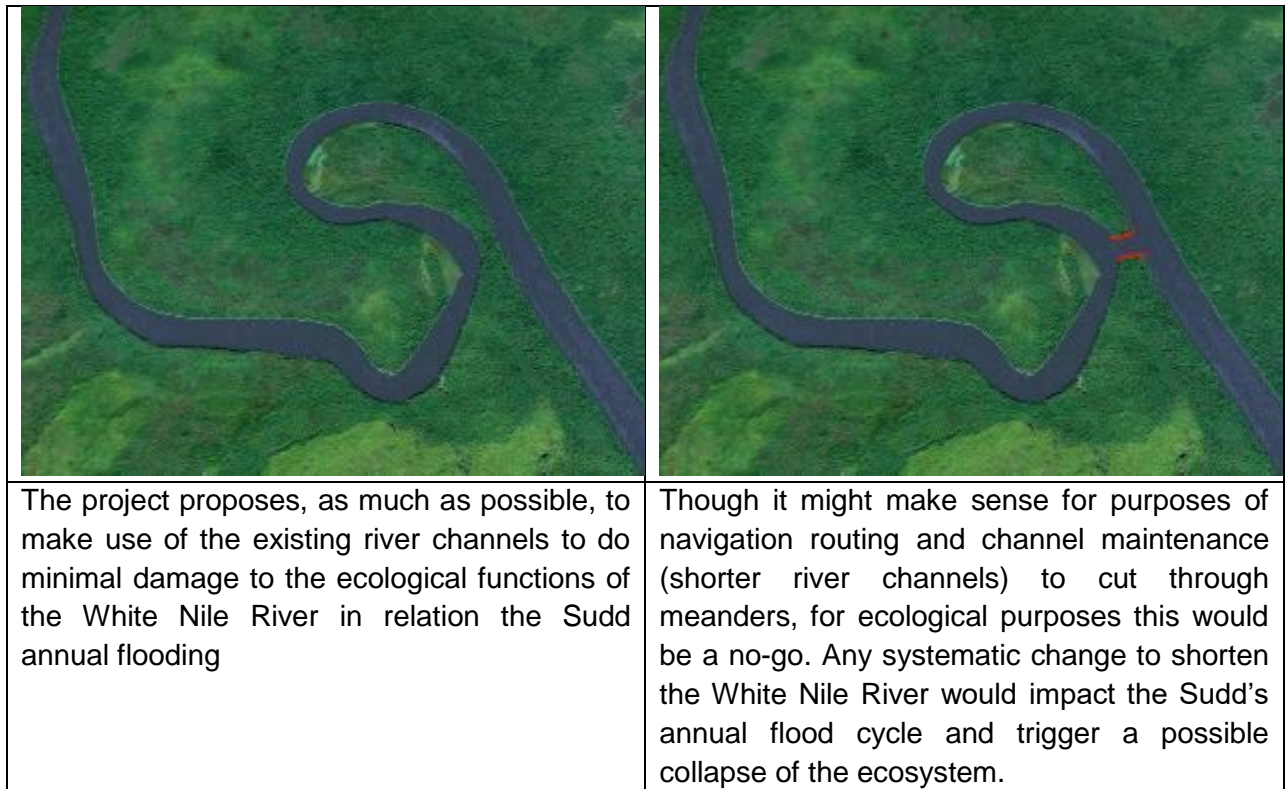 The project proposes, as much as possible, to
make use of the existing river channels to do
minimal damage to the ecological functions of
the White Nile River in relation the Sudd
annual flooding
Though it might make sense for purposes of
navigation routing and channel maintenance
(shorter river channels) to cut through
meanders, for ecological purposes this would
be a no-go. Any systematic change to shorten
the White Nile River would impact the Sudd’s
annual flood cycle and trigger a possible
collapse of the ecosystem.